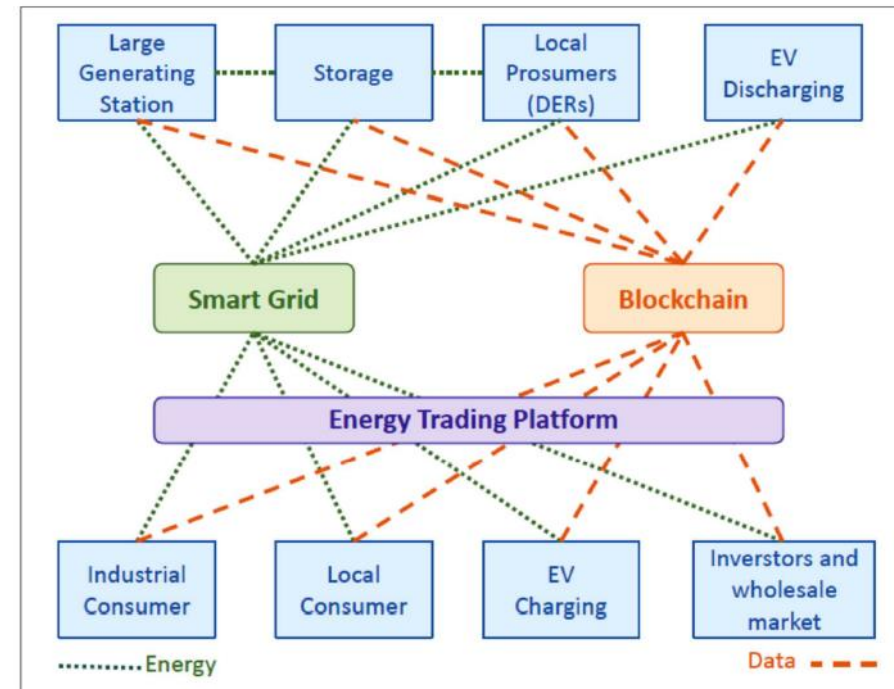 Large
Generating
Station
Storage
Local
Prosumers
(DERs)
EV
Discharging
Smart Grid
Blockchain
Energy Trading Platform
Industrial
Consumer
Local
Consumer
EV
Charging
Inverstors and
wholesale
market
Energy
Data